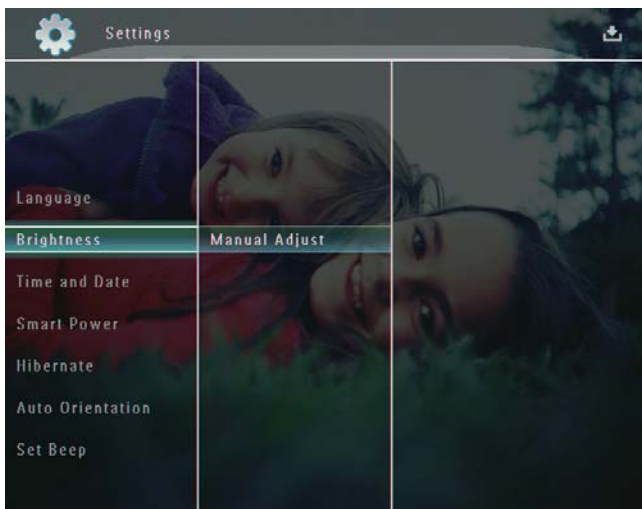 Settings
Language
Brightness
Manual Adjust
Time and Date
Smart Power
Hibernate
Auto Orientation
Set Beep